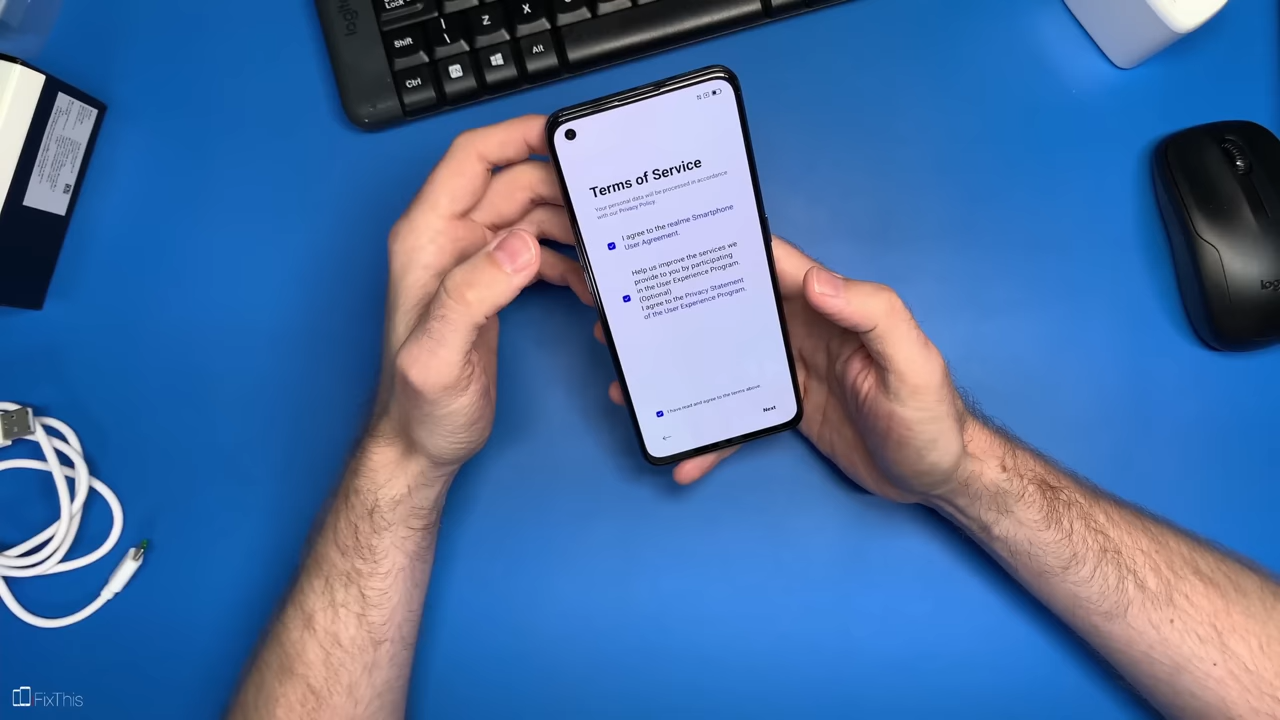 logi
Lock
Z
X
Shift
Alt
Ctrl
FN
Terms of Service
Your personal data will be processed in accordance
with our Privacy Policy.
I agree to the realme Smartphone
User Agreement.
Help us improve the services we
provide to you by participating
in the User Experience Program.
(Optional)
I agree to the Privacy Statement
of the User Experience Program.
I have read and agree to the terms above.
Next
FixThis